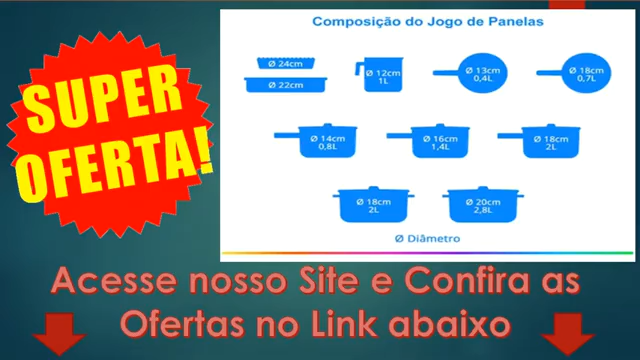 Composição do Jogo de Panelas
SUPER
OFERTA!
Ø 24cm
Ø 22cm
Ø 12cm
1L
Ø 13cm
0,4L
Ø 18cm
0,7L
Ø 14cm
0,8L
Ø 16cm
1,4L
Ø 18cm
2L
Ø 18cm
2L
Ø 20cm
2,8L
Ø Diâmetro
Acesse nosso Site e Confira as
Ofertas no Link abaixo